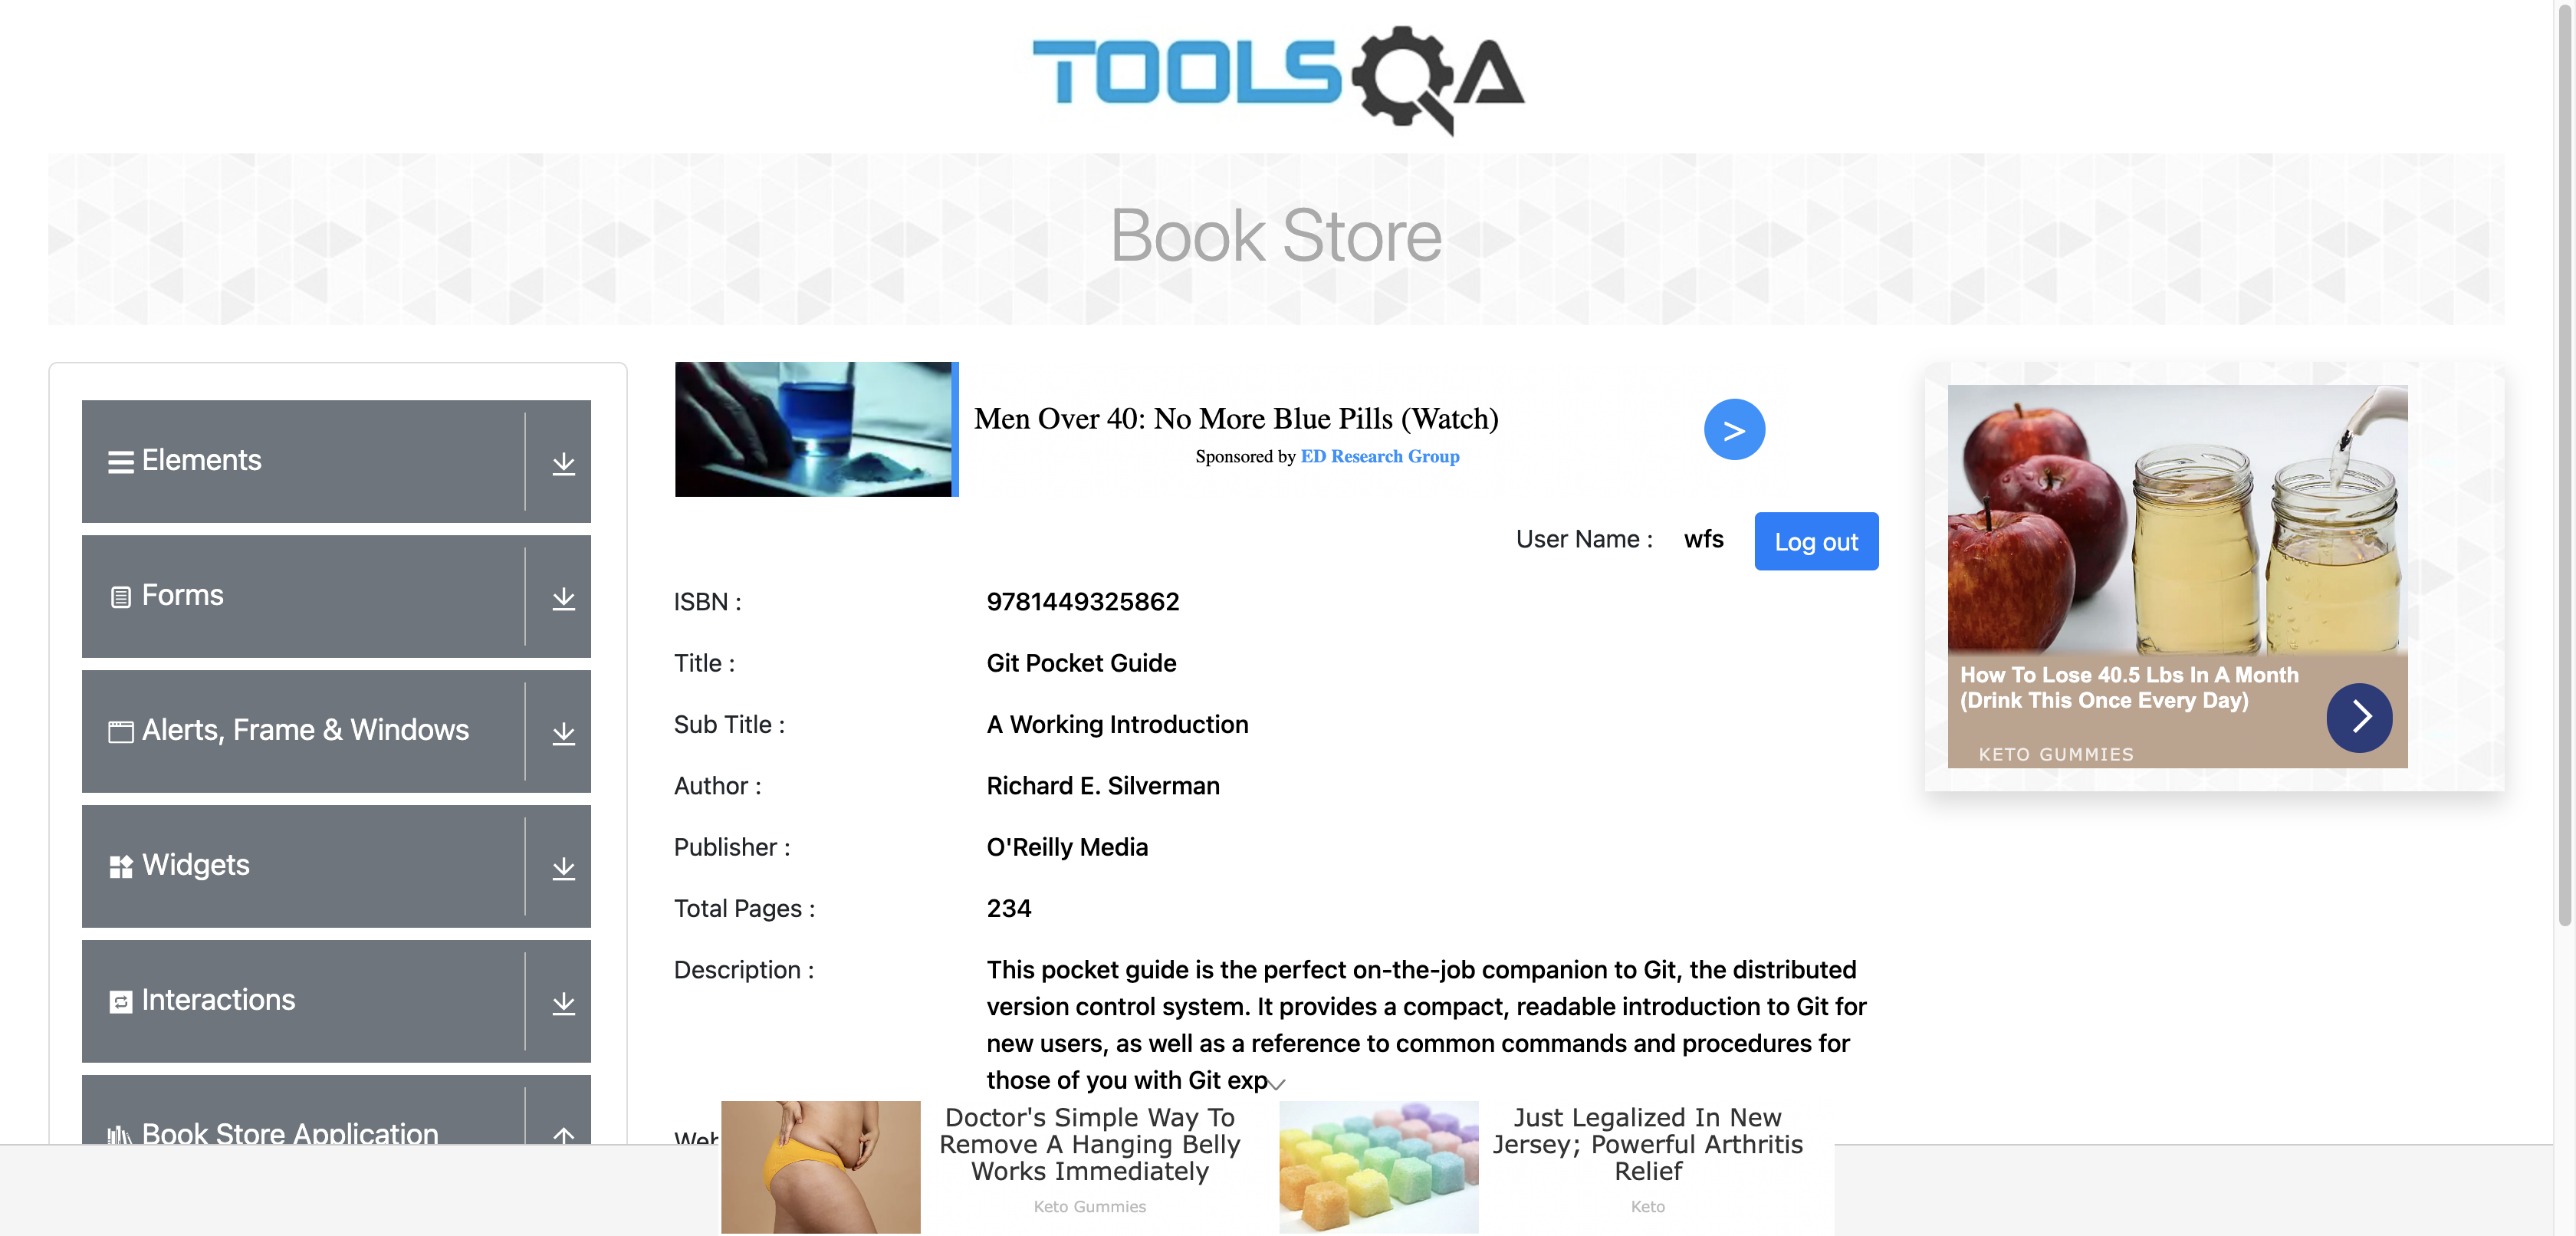 TOOLSQA
Book Store
Elements
Forms
Alerts, Frame & Windows
Widgets
Interactions
Book Store Application
Men Over 40: No More Blue Pills (Watch)
Sponsored by ED Research Group
>
User Name : wfs Log out
ISBN : 9781449325862
Title : Git Pocket Guide
Sub Title : A Working Introduction
Author : Richard E. Silverman
Publisher : O'Reilly Media
Total Pages : 234
Description : This pocket guide is the perfect on-the-job companion to Git, the distributed
version control system. It provides a compact, readable introduction to Git for
new users, as well as a reference to common commands and procedures for
those of you with Git exp
How To Lose 40.5 Lbs In A Month
(Drink This Once Every Day)
KETO GUMMIES
Doctor's Simple Way To
Remove A Hanging Belly
Works Immediately
Keto Gummies
Just Legalized In New
Jersey; Powerful Arthritis
Relief
Keto